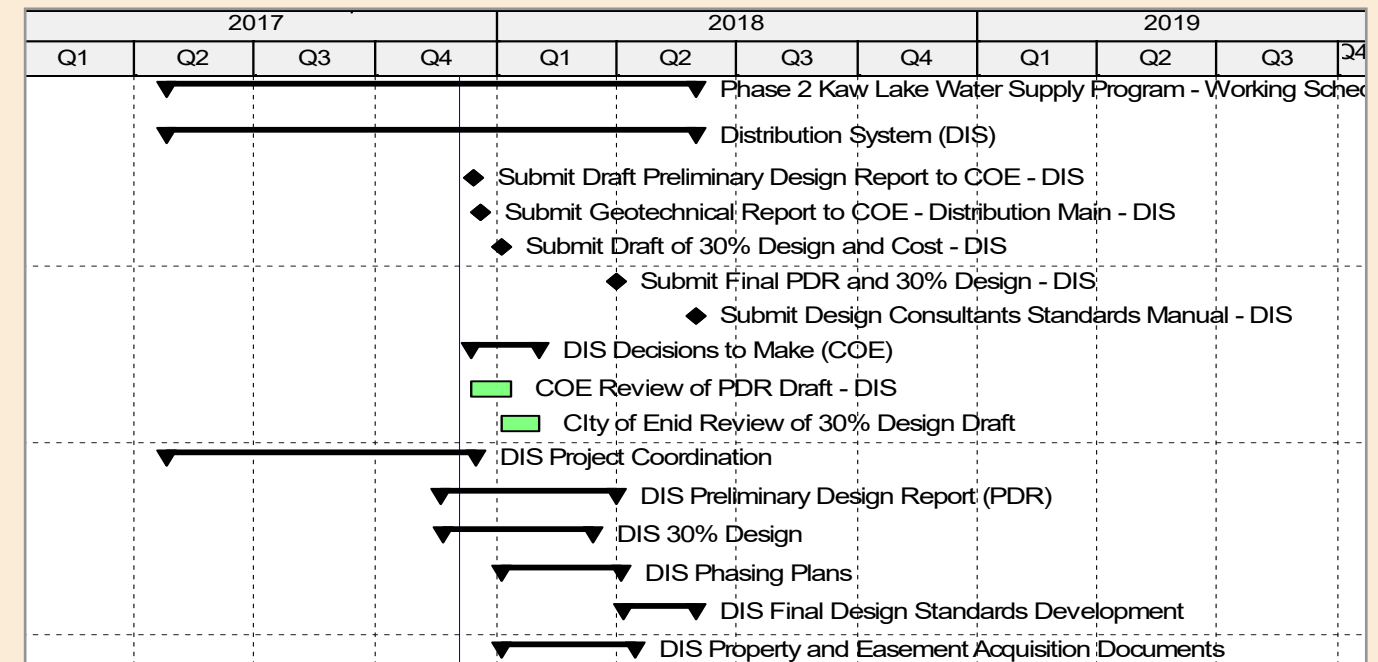 2017 2018 2019
Q1 Q2 Q3 Q4 Q1 Q2 Q3 Q4 Q1 Q2 Q3 Q4
Phase 2 Kaw Lake Water Supply Program - Working Sched
Distribution System (DIS)
Submit Draft Preliminary Design Report to COE - DIS
Submit Geotechnical Report to COE - Distribution Main - DIS
Submit Draft of 30% Design and Cost - DIS
Submit Final PDR and 30% Design - DIS
Submit Design Consultants Standards Manual - DIS
DIS Decisions to Make (COE)
COE Review of PDR Draft - DIS
CIty of Enid Review of 30% Design Draft
DIS Project Coordination
DIS Preliminary Design Report (PDR)
DIS 30% Design
DIS Phasing Plans
DIS Final Design Standards Development
DIS Property and Easement Acquisition Documents